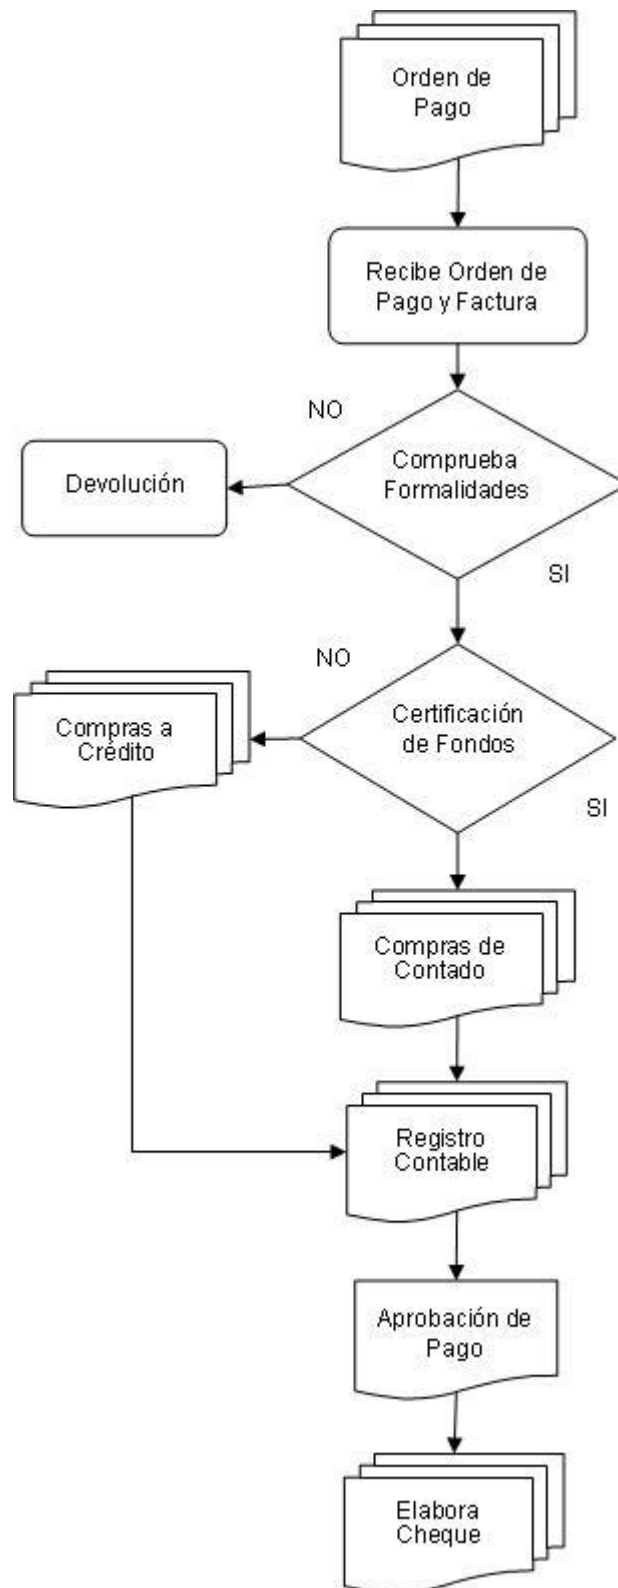 Orden de
Pago
Recibe Orden de
Pago y Factura
NO
Comprueba
Formalidades
Devolución
SI
NO
Certificación
de Fondos
Compras a
Crédito
SI
Compras de
Contado
Registro
Contable
Aprobación de
Pago
Elabora
Cheque